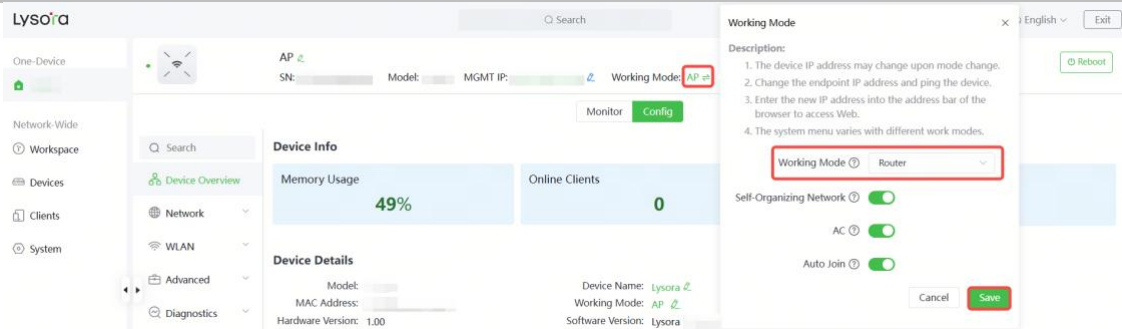 Lysora
Search
English
Exit
One-Device
AP
SN: Model: MGMT IP: Working Mode: AP
Reboot
Monitor Config
Network-Wide
Workspace
Devices
Clients
System
Search
Device Overview
Network
WLAN
Advanced
Diagnostics
Device Info
Memory Usage
49%
Online Clients
0
Device Details
Model:
MAC Address:
Hardware Version: 1.00
Device Name: Lysora
Working Mode: AP
Software Version: Lysora
Working Mode
Description:
1. The device IP address may change upon mode change.
2. Change the endpoint IP address and ping the device.
3. Enter the new IP address into the address bar of the
browser to access Web.
4. The system menu varies with different work modes.
Working Mode Router
Self-Organizing Network
AC
Auto Join
Cancel Save